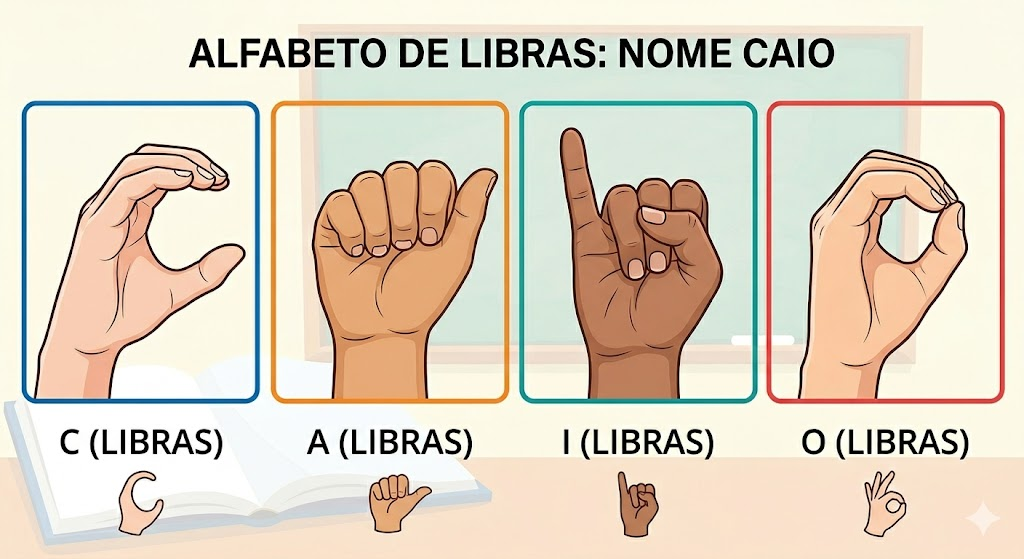 ALFABETO DE LIBRAS: NOME CAIO
C (LIBRAS)
A (LIBRAS)
I (LIBRAS)
O (LIBRAS)